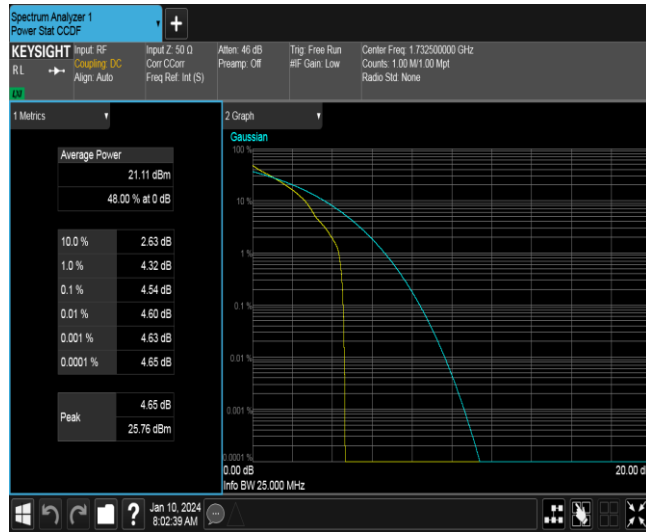 Spectrum Analyzer 1
Power Stat CCDF
KEYSIGHT
RL
LXI
Input: RF
Coupling: DC
Align: Auto
Input Z: 50 Ω
Corr CCorr
Freq Ref: Int (S)
Atten: 46 dB
Preamp: Off
Trig: Free Run
#IF Gain: Low
Center Freq: 1.732500000 GHz
Counts: 1.00 M/1.00 Mpt
Radio Std: None
1 Metrics
Average Power
21.11 dBm
48.00 % at 0 dB
10.0 % 2.63 dB
1.0 % 4.32 dB
0.1 % 4.54 dB
0.01 % 4.60 dB
0.001 % 4.63 dB
0.0001 % 4.65 dB
Peak
4.65 dB
25.76 dBm
2 Graph
Gaussian
100 %
10 %
1 %
0.1 %
0.01 %
0.001 %
0.0001 %
0.00 dB
20.00 dB
Info BW 25.000 MHz
?
Jan 10, 2024
8:02:39 AM